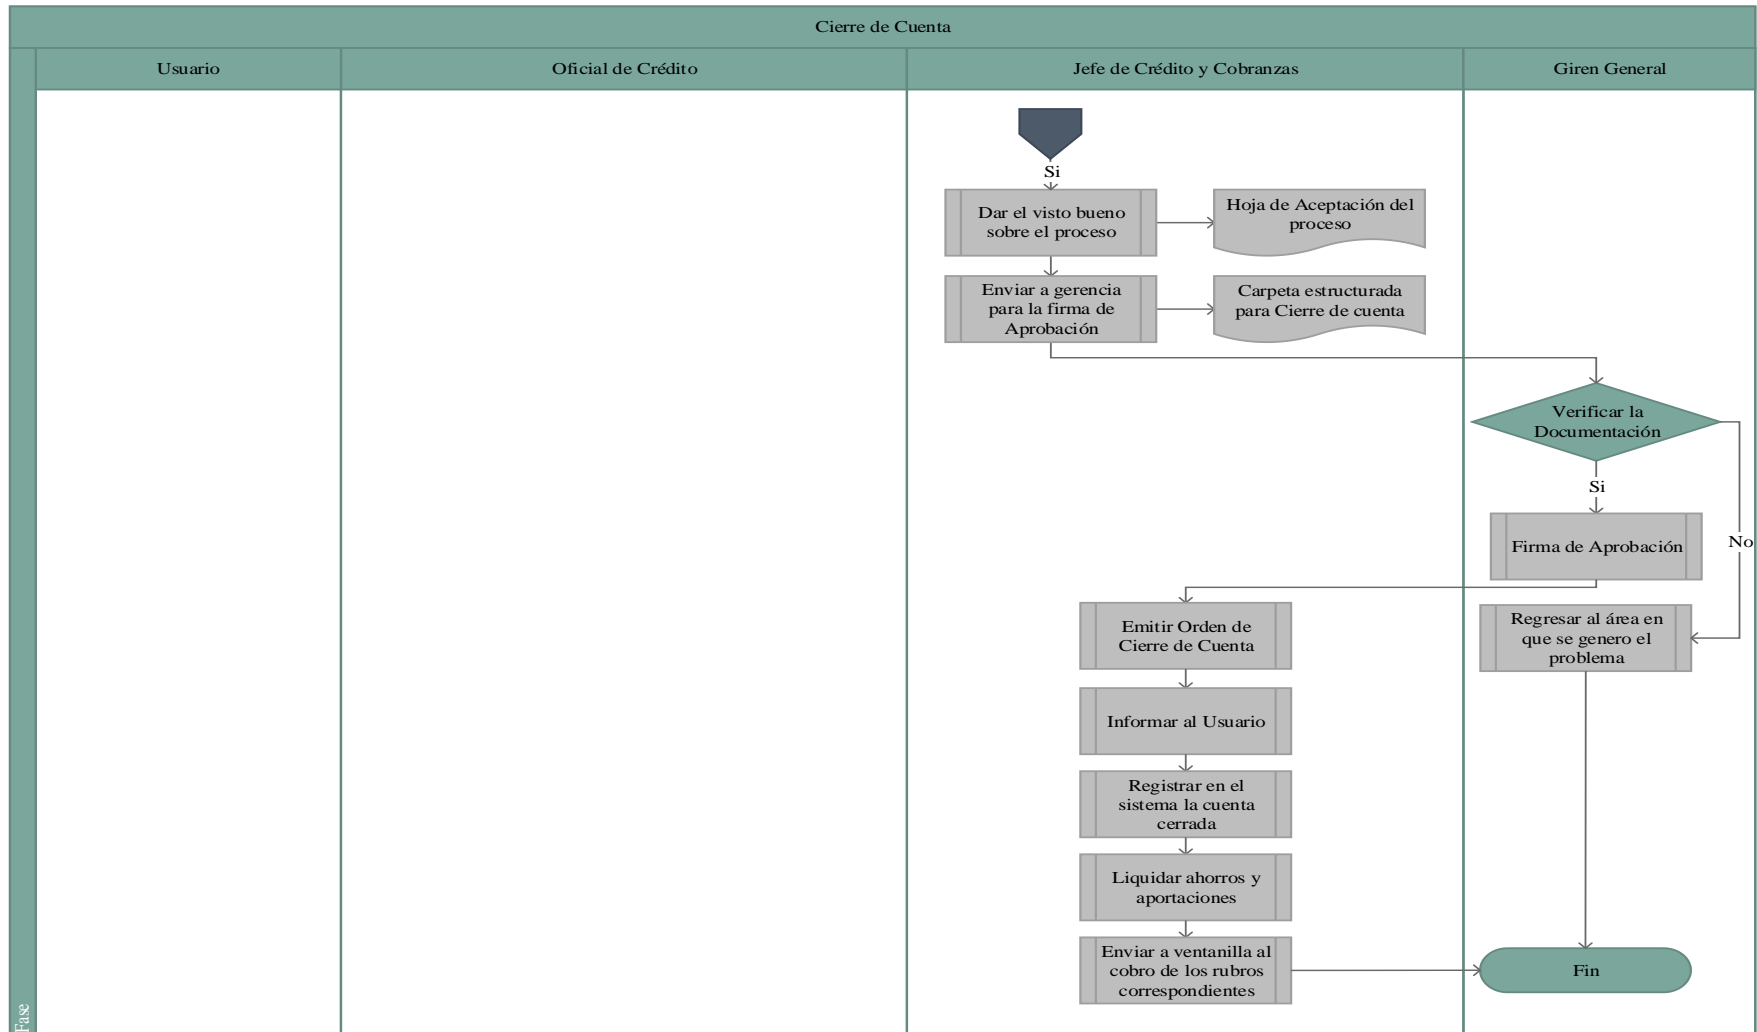 Cierre de Cuenta
Usuario
Oficial de Crédito
Jefe de Crédito y Cobranzas
Giren General
Si
Dar el visto bueno
sobre el proceso
Hoja de Aceptación del
proceso
Enviar a gerencia
para la firma de
Aprobación
Carpeta estructurada
para Cierre de cuenta
Verificar la
Documentación
Si
No
Firma de Aprobación
Emitir Orden de
Cierre de Cuenta
Regresar al área en
que se genero el
problema
Informar al Usuario
Registrar en el
sistema la cuenta
cerrada
Liquidar ahorros y
aportaciones
Enviar a ventanilla al
cobro de los rubros
correspondientes
Fin
Fase